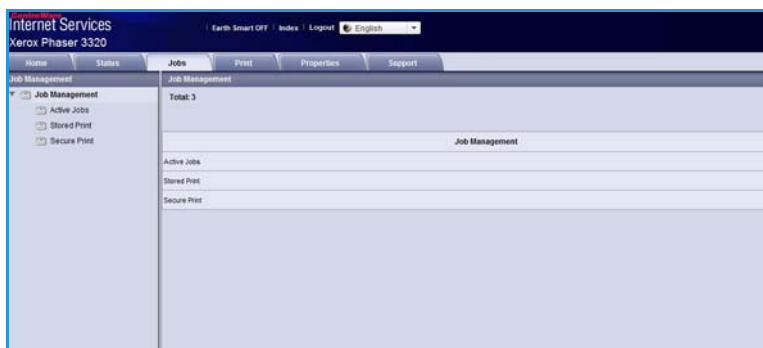 CentreWare
Internet Services
Xerox Phaser 3320
Earth Smart OFF Index Logout English
Home Status Jobs Print Properties Support
Job Management
Job Management
Active Jobs
Stored Print
Secure Print
Job Management
Total: 3
Job Management
Active Jobs
Stored Print
Secure Print